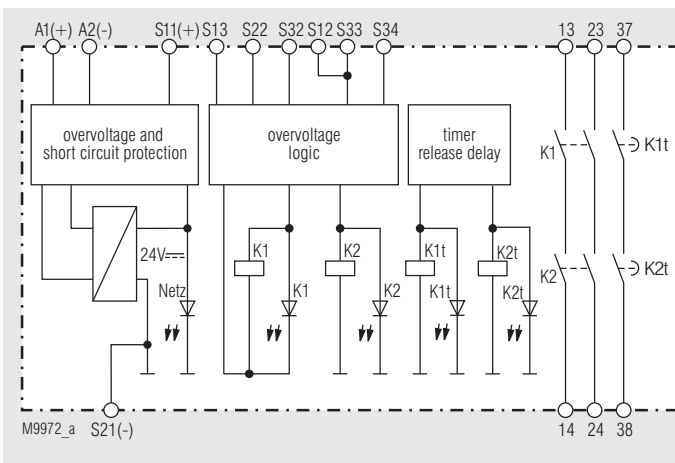 A1(+) A2(-) S11(+) S13 S22 S32 S12 S33 S34 13 23 37
overvoltage and
short circuit protection
overvoltage
logic
timer
release delay
K1 K1t
24V
K1 K2 K1t K2t
K2 K2t
Netz K1 K2 K1t K2t
M9972_a S21(-) 14 24 38